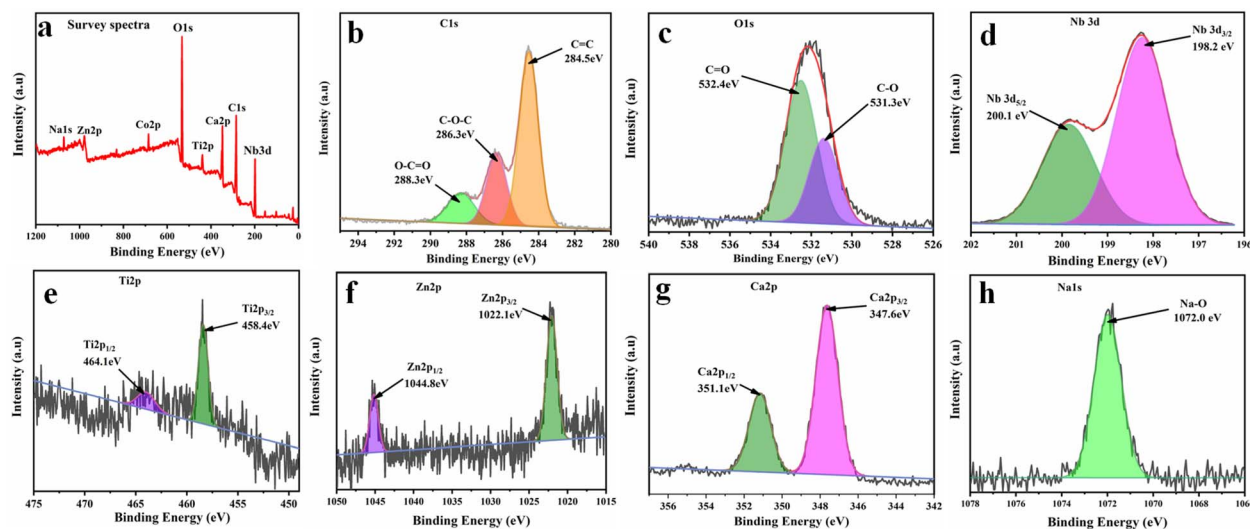 a
Survey spectra
O1s
Na1s
Zn2p
Co2p
Ti2p
Ca2p
C1s
Nb3d
Intensity (a.u)
1200 1000 800 600 400 200 0
Binding Energy (eV)
b
C1s
C=C
284.5eV
C-O-C
286.3eV
O-C=O
288.3eV
Intensity (a.u)
294 292 290 288 286 284 282 280
Binding Energy (eV)
c
O1s
C=O
532.4eV
C-O
531.3eV
Intensity (a.u)
540 538 536 534 532 530 528 526
Binding Energy (eV)
d
Nb 3d
Nb 3d3/2
198.2 eV
Nb 3d5/2
200.1 eV
Intensity (a.u)
202 201 200 199 198 197 196
Binding Energy (eV)
e
Ti2p
Ti2p3/2
458.4eV
Ti2p1/2
464.1eV
Intensity (a.u)
475 470 465 460 455 450
Binding Energy (eV)
f
Zn2p
Zn2p3/2
1022.1eV
Zn2p1/2
1044.8eV
Intensity (a.u)
1050 1045 1040 1035 1030 1025 1020 1015
Binding Energy (eV)
g
Ca2p
Ca2p3/2
347.6eV
Ca2p1/2
351.1eV
Intensity (a.u)
356 354 352 350 348 346 344 342
Binding Energy (eV)
h
Na1s
Na-O
1072.0 eV
Intensity (a.u)
1078 1076 1074 1072 1070 1068 1066
Binding Energy (eV)